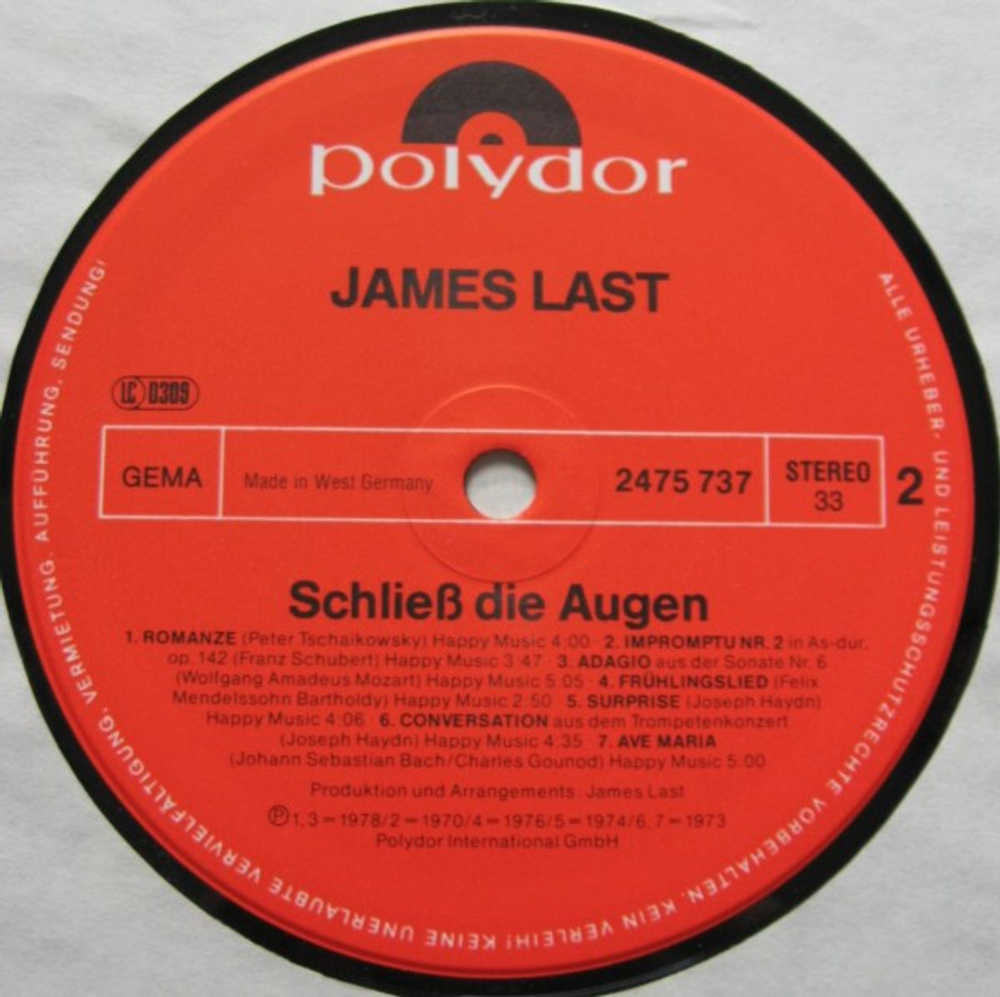 polydor
JAMES LAST
LC 0309
GEMA
Made in West Germany
2475 737
STEREO
33
2
Schließ die Augen
1. ROMANZE (Peter Tschaikowsky) Happy Music 4:00 · 2. IMPROMPTU NR. 2 in As-dur,
op. 142 (Franz Schubert) Happy Music 3:47 · 3. ADAGIO aus der Sonate Nr. 6
(Wolfgang Amadeus Mozart) Happy Music 5:05 · 4. FRÜHLINGSLIED (Felix
Mendelssohn Bartholdy) Happy Music 2:50 · 5. SURPRISE (Joseph Haydn)
Happy Music 4:06 · 6. CONVERSATION aus dem Trompetenkonzert
(Joseph Haydn) Happy Music 4:35 · 7. AVE MARIA
(Johann Sebastian Bach/Charles Gounod) Happy Music 5:00
Produktion und Arrangements: James Last
℗ 1, 3 = 1978/2 = 1970/4 = 1976/5 = 1974/6, 7 = 1973
Polydor International GmbH
ALLE URHEBER- UND LEISTUNGSSCHUTZRECHTE VORBEHALTEN. KEIN VERLEIH! KEINE UNERLAUBTE VERVIELFÄLTIGUNG, VERMIETUNG, AUFFÜHRUNG, SENDUNG!